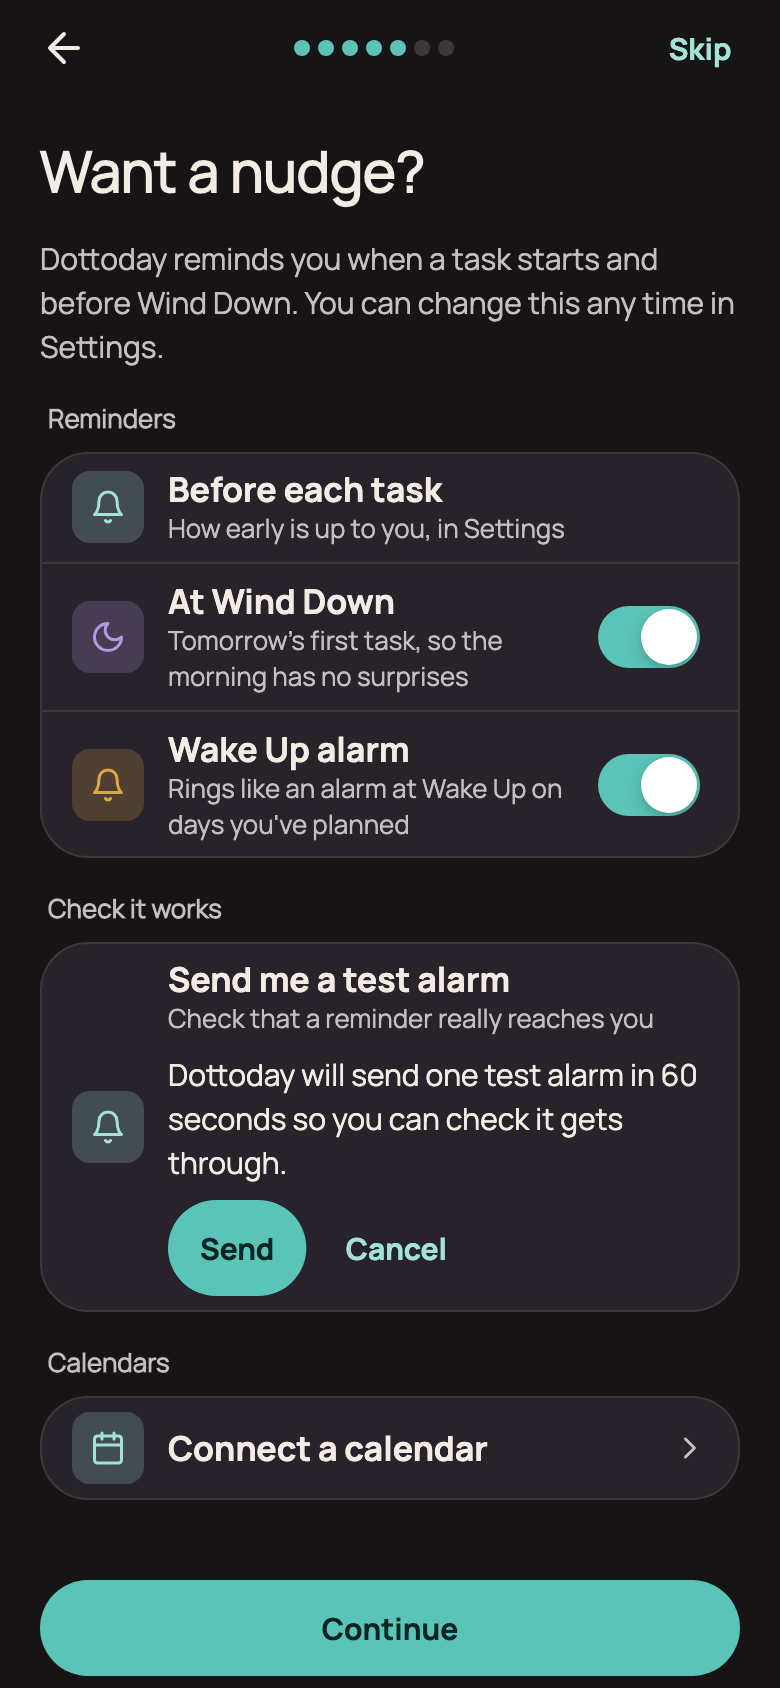 Skip
Want a nudge?
Dottoday reminds you when a task starts and
before Wind Down. You can change this any time in
Settings.
Reminders
Before each task
How early is up to you, in Settings
At Wind Down
Tomorrow’s first task, so the
morning has no surprises
Wake Up alarm
Rings like an alarm at Wake Up on
days you've planned
Check it works
Send me a test alarm
Check that a reminder really reaches you
Dottoday will send one test alarm in 60
seconds so you can check it gets
through.
Send
Cancel
Calendars
Connect a calendar
Continue